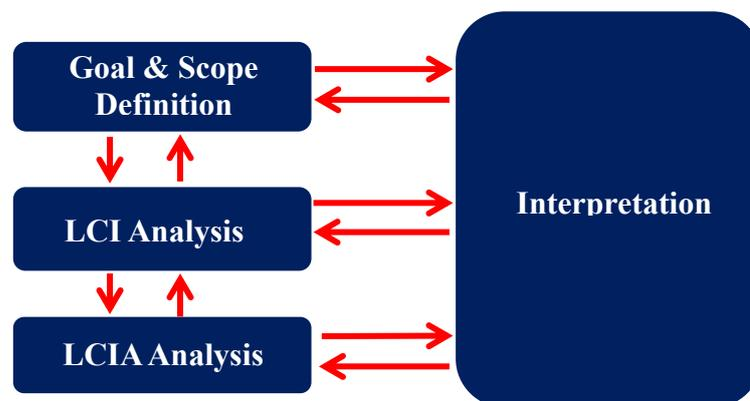 Goal & Scope
Definition
LCI Analysis
Interpretation
LCIA Analysis